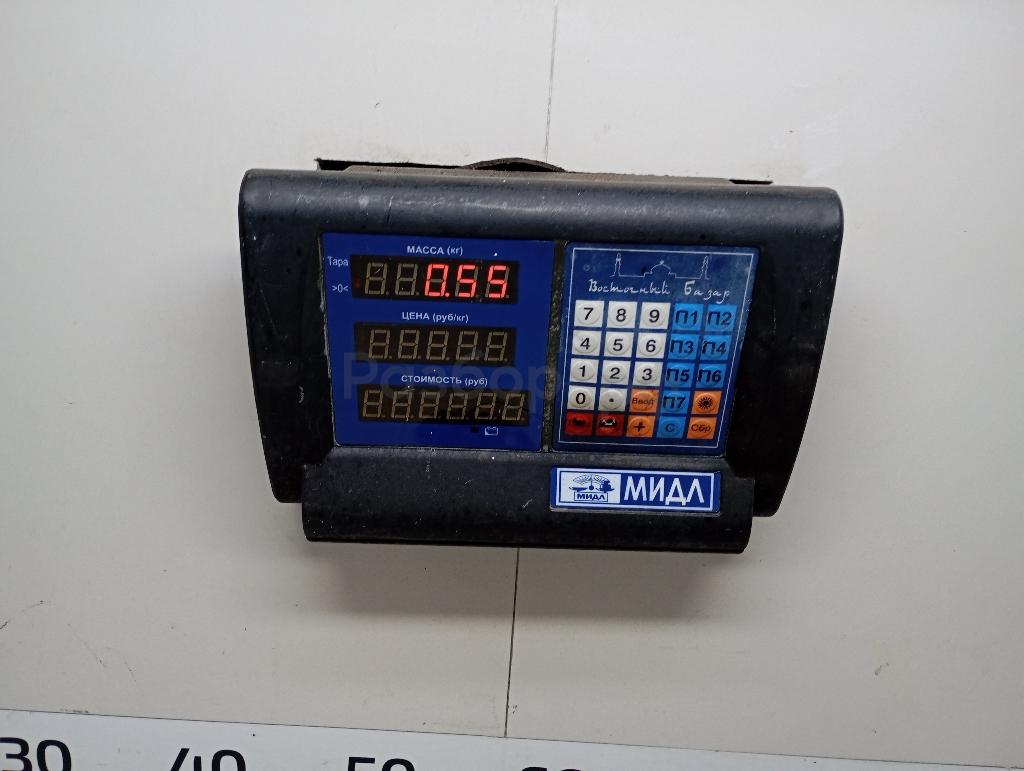 МАССА (кг)
Тара
0.55
>0<
ЦЕНА (руб/кг)
СТОИМОСТЬ (руб)
Восточный Базар
7 8 9 П1 П2
4 5 6 П3 П4
1 2 3 П5 П6
0 . Ввод П7
+ С Сбр
МИДЛ МИДЛ
Разбор
30 40 50